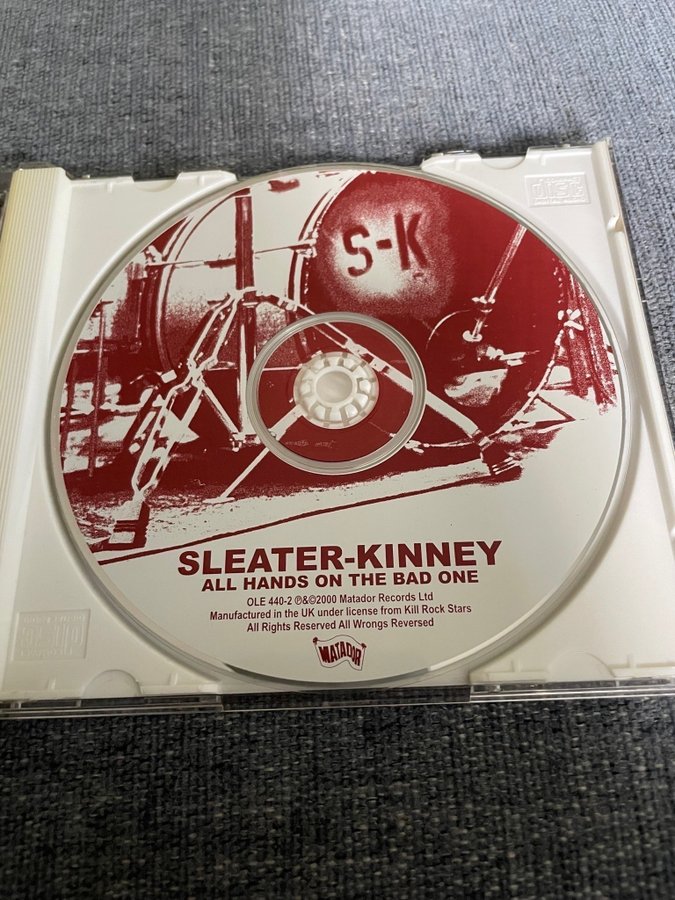 disc
S-K
SLEATER-KINNEY
ALL HANDS ON THE BAD ONE
OLE 440-2 ℗&©2000 Matador Records Ltd
Manufactured in the UK under license from Kill Rock Stars
All Rights Reserved All Wrongs Reversed
MATADOR